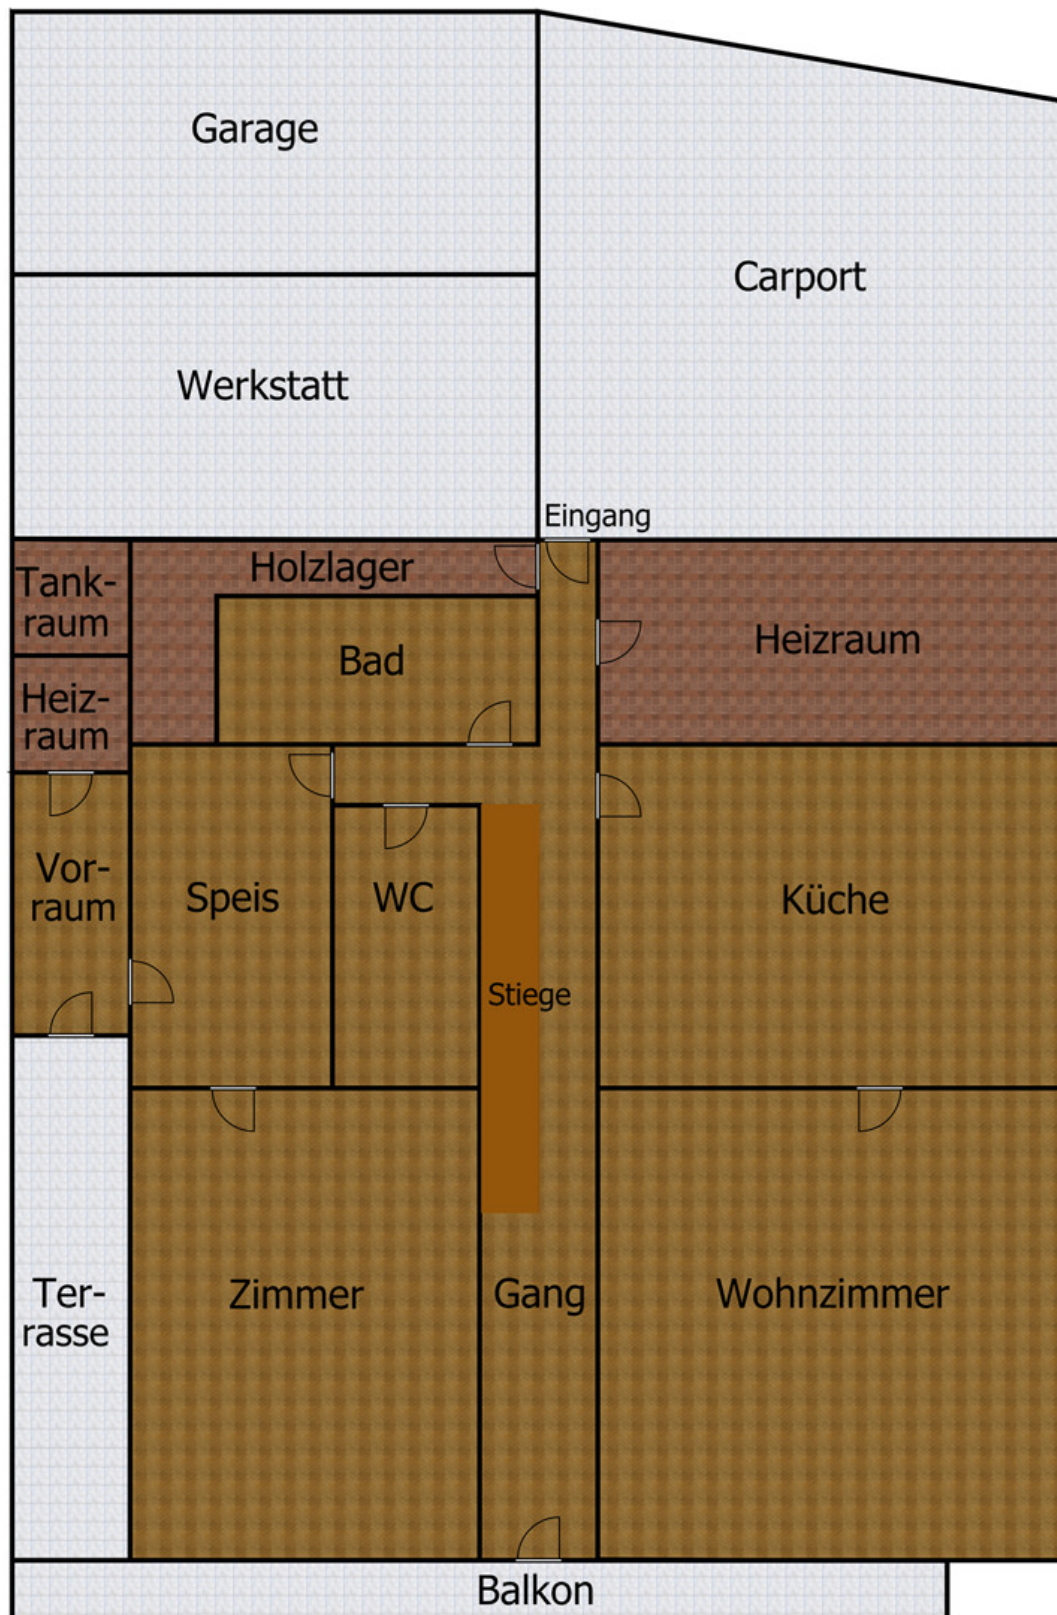 Garage
Carport
Werkstatt
Eingang
Holzlager
Tank-
raum
Heizraum
Bad
Heiz-
raum
Vor-
raum
Speis
WC
Küche
Stiege
Ter-
rasse
Zimmer
Gang
Wohnzimmer
Balkon